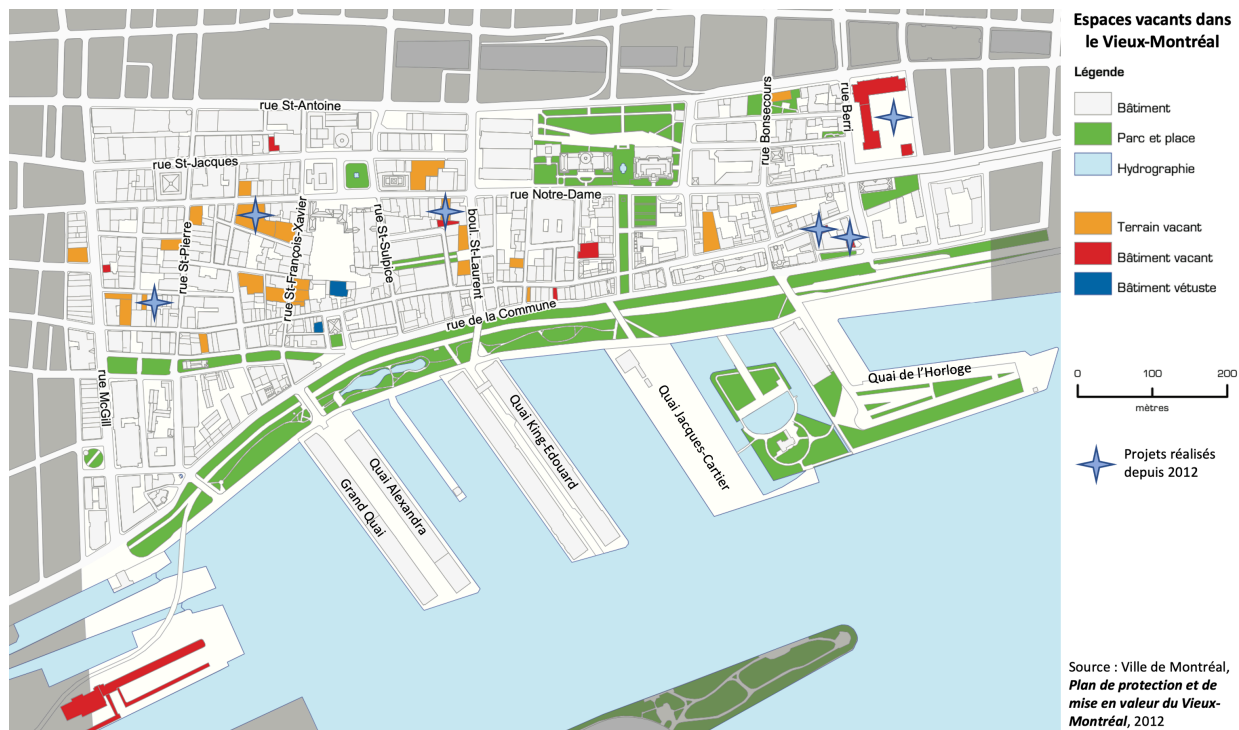 Espaces vacants dans
le Vieux-Montréal
Légende
Bâtiment
Parc et place
Hydrographie
Terrain vacant
Bâtiment vacant
Bâtiment vétuste
0 100 200
mètres
Projets réalisés
depuis 2012
Source : Ville de Montréal,
Plan de protection et de
mise en valeur du Vieux-
Montréal, 2012
rue St-Antoine
rue Bonsecours
rue Berri
rue St-Jacques
rue Notre-Dame
rue St-Pierre
rue St-François-Xavier
rue St-Sulpice
boul. St-Laurent
rue de la Commune
rue McGill
Quai de l'Horloge
Quai Jacques-Cartier
Quai King-Edouard
Quai Alexandra
Grand Quai